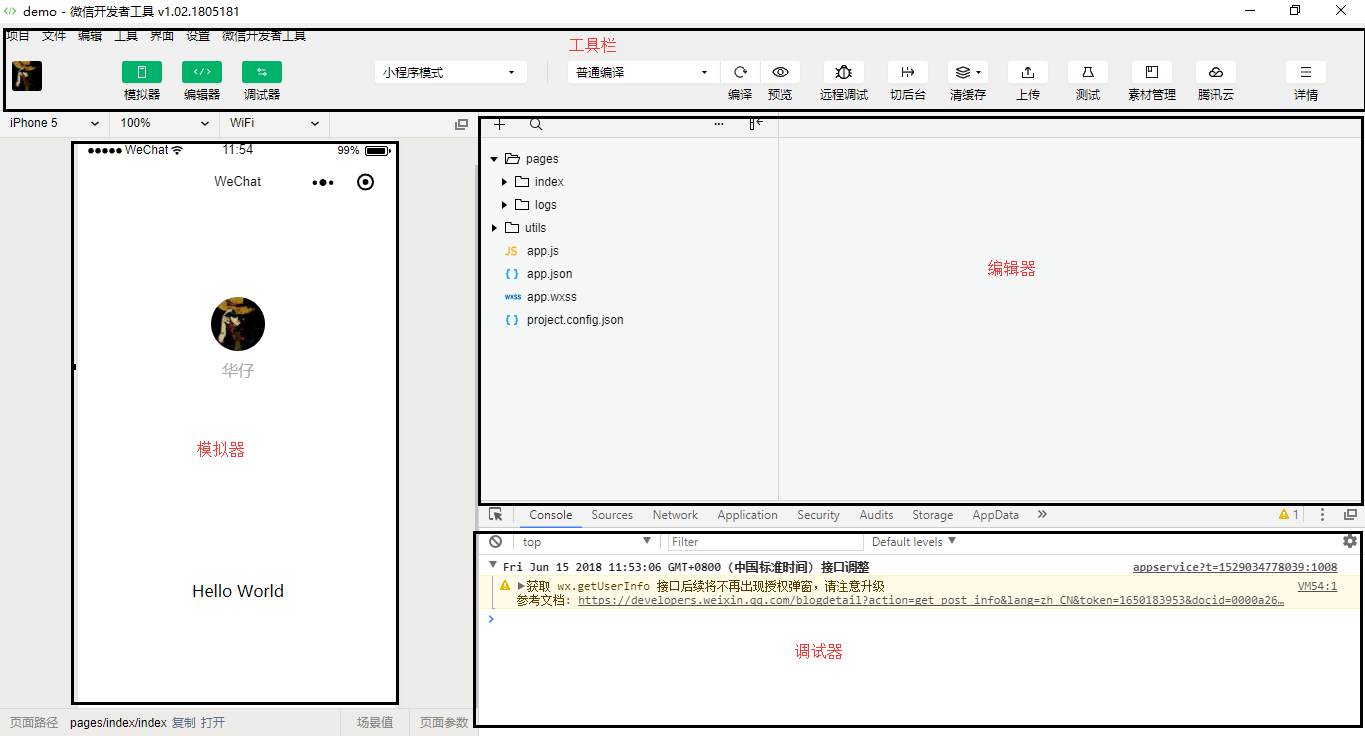 demo - 微信开发者工具 v1.02.1805181
项目 文件 编辑 工具 界面 设置 微信开发者工具
工具栏
小程序模式 普通编译
模拟器 编辑器 调试器 编译 预览 远程调试 切后台 清缓存 上传 测试 素材管理 腾讯云 详情
iPhone 5 100% WiFi
WeChat 11:54 99%
WeChat
华仔
模拟器
Hello World
页面路径 pages/index/index 复制 打开 场景值 页面参数
pages
index
logs
utils
JS app.js
{ } app.json
wxss app.wxss
{ } project.config.json
编辑器
Console Sources Network Application Security Audits Storage AppData » 1
top Filter Default levels
Fri Jun 15 2018 11:53:06 GMT+0800 (中国标准时间) 接口调整 appservice?t=1529034778039:1008
获取 wx.getUserInfo 接口后续将不再出现授权弹窗，请注意升级 VM54:1
参考文档: https://developers.weixin.qq.com/blogdetail?action=get_post_info&lang=zh_CN&token=1650183953&docid=0000a26…
>
调试器